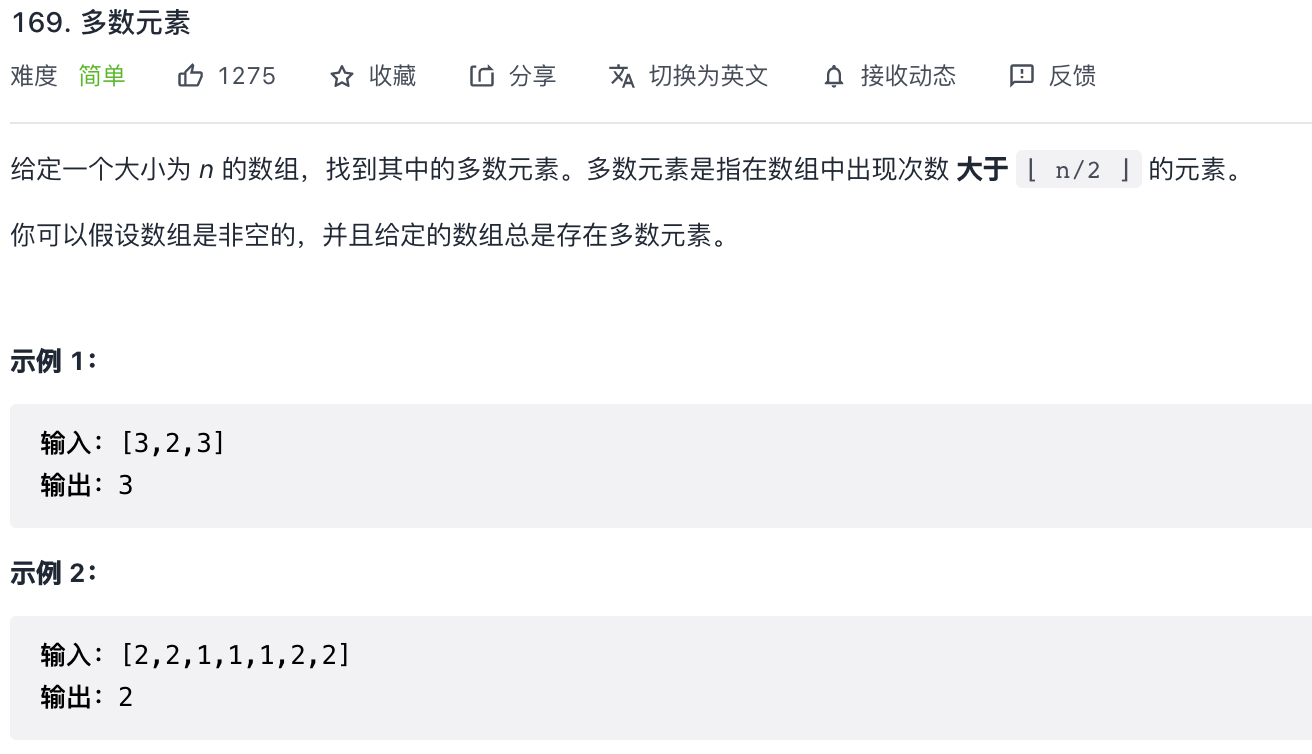 169. 多数元素
难度 简单 1275 收藏 分享 切换为英文 接收动态 反馈
给定一个大小为 n 的数组，找到其中的多数元素。多数元素是指在数组中出现次数 大于 ⌊ n/2 ⌋ 的元素。
你可以假设数组是非空的，并且给定的数组总是存在多数元素。
示例 1：
输入：[3,2,3]
输出：3
示例 2：
输入：[2,2,1,1,1,2,2]
输出：2